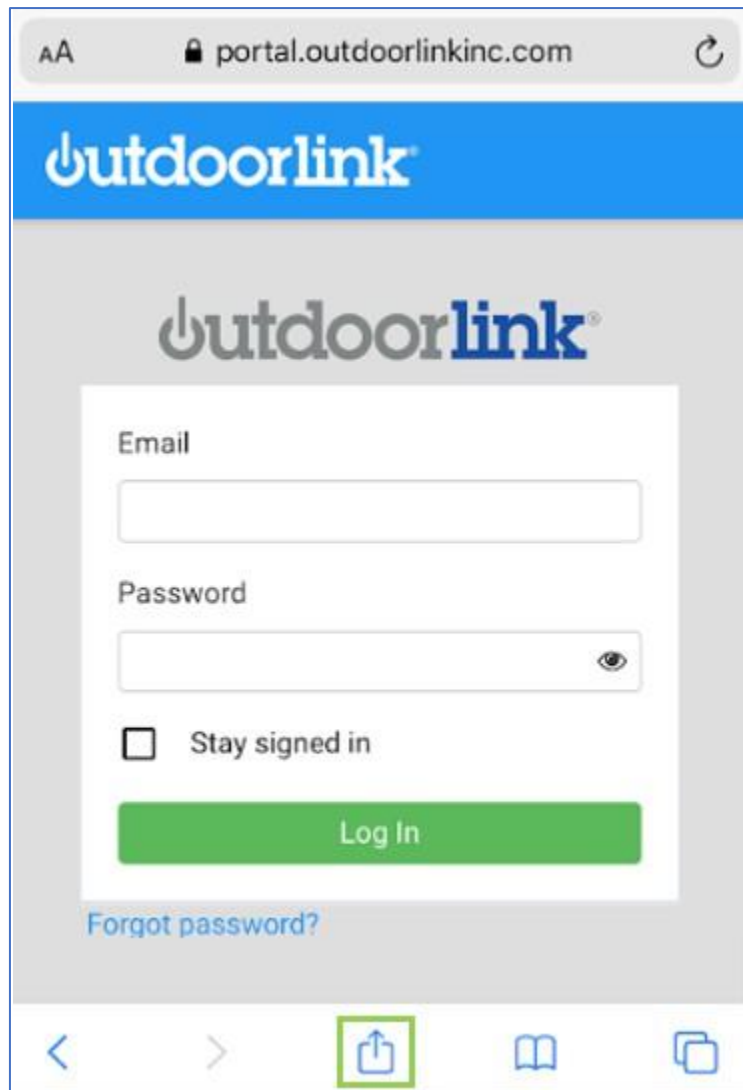 AA portal.outdoorlinkinc.com
outdoorlink
outdoorlink®
Email
Password
Stay signed in
Log In
Forgot password?